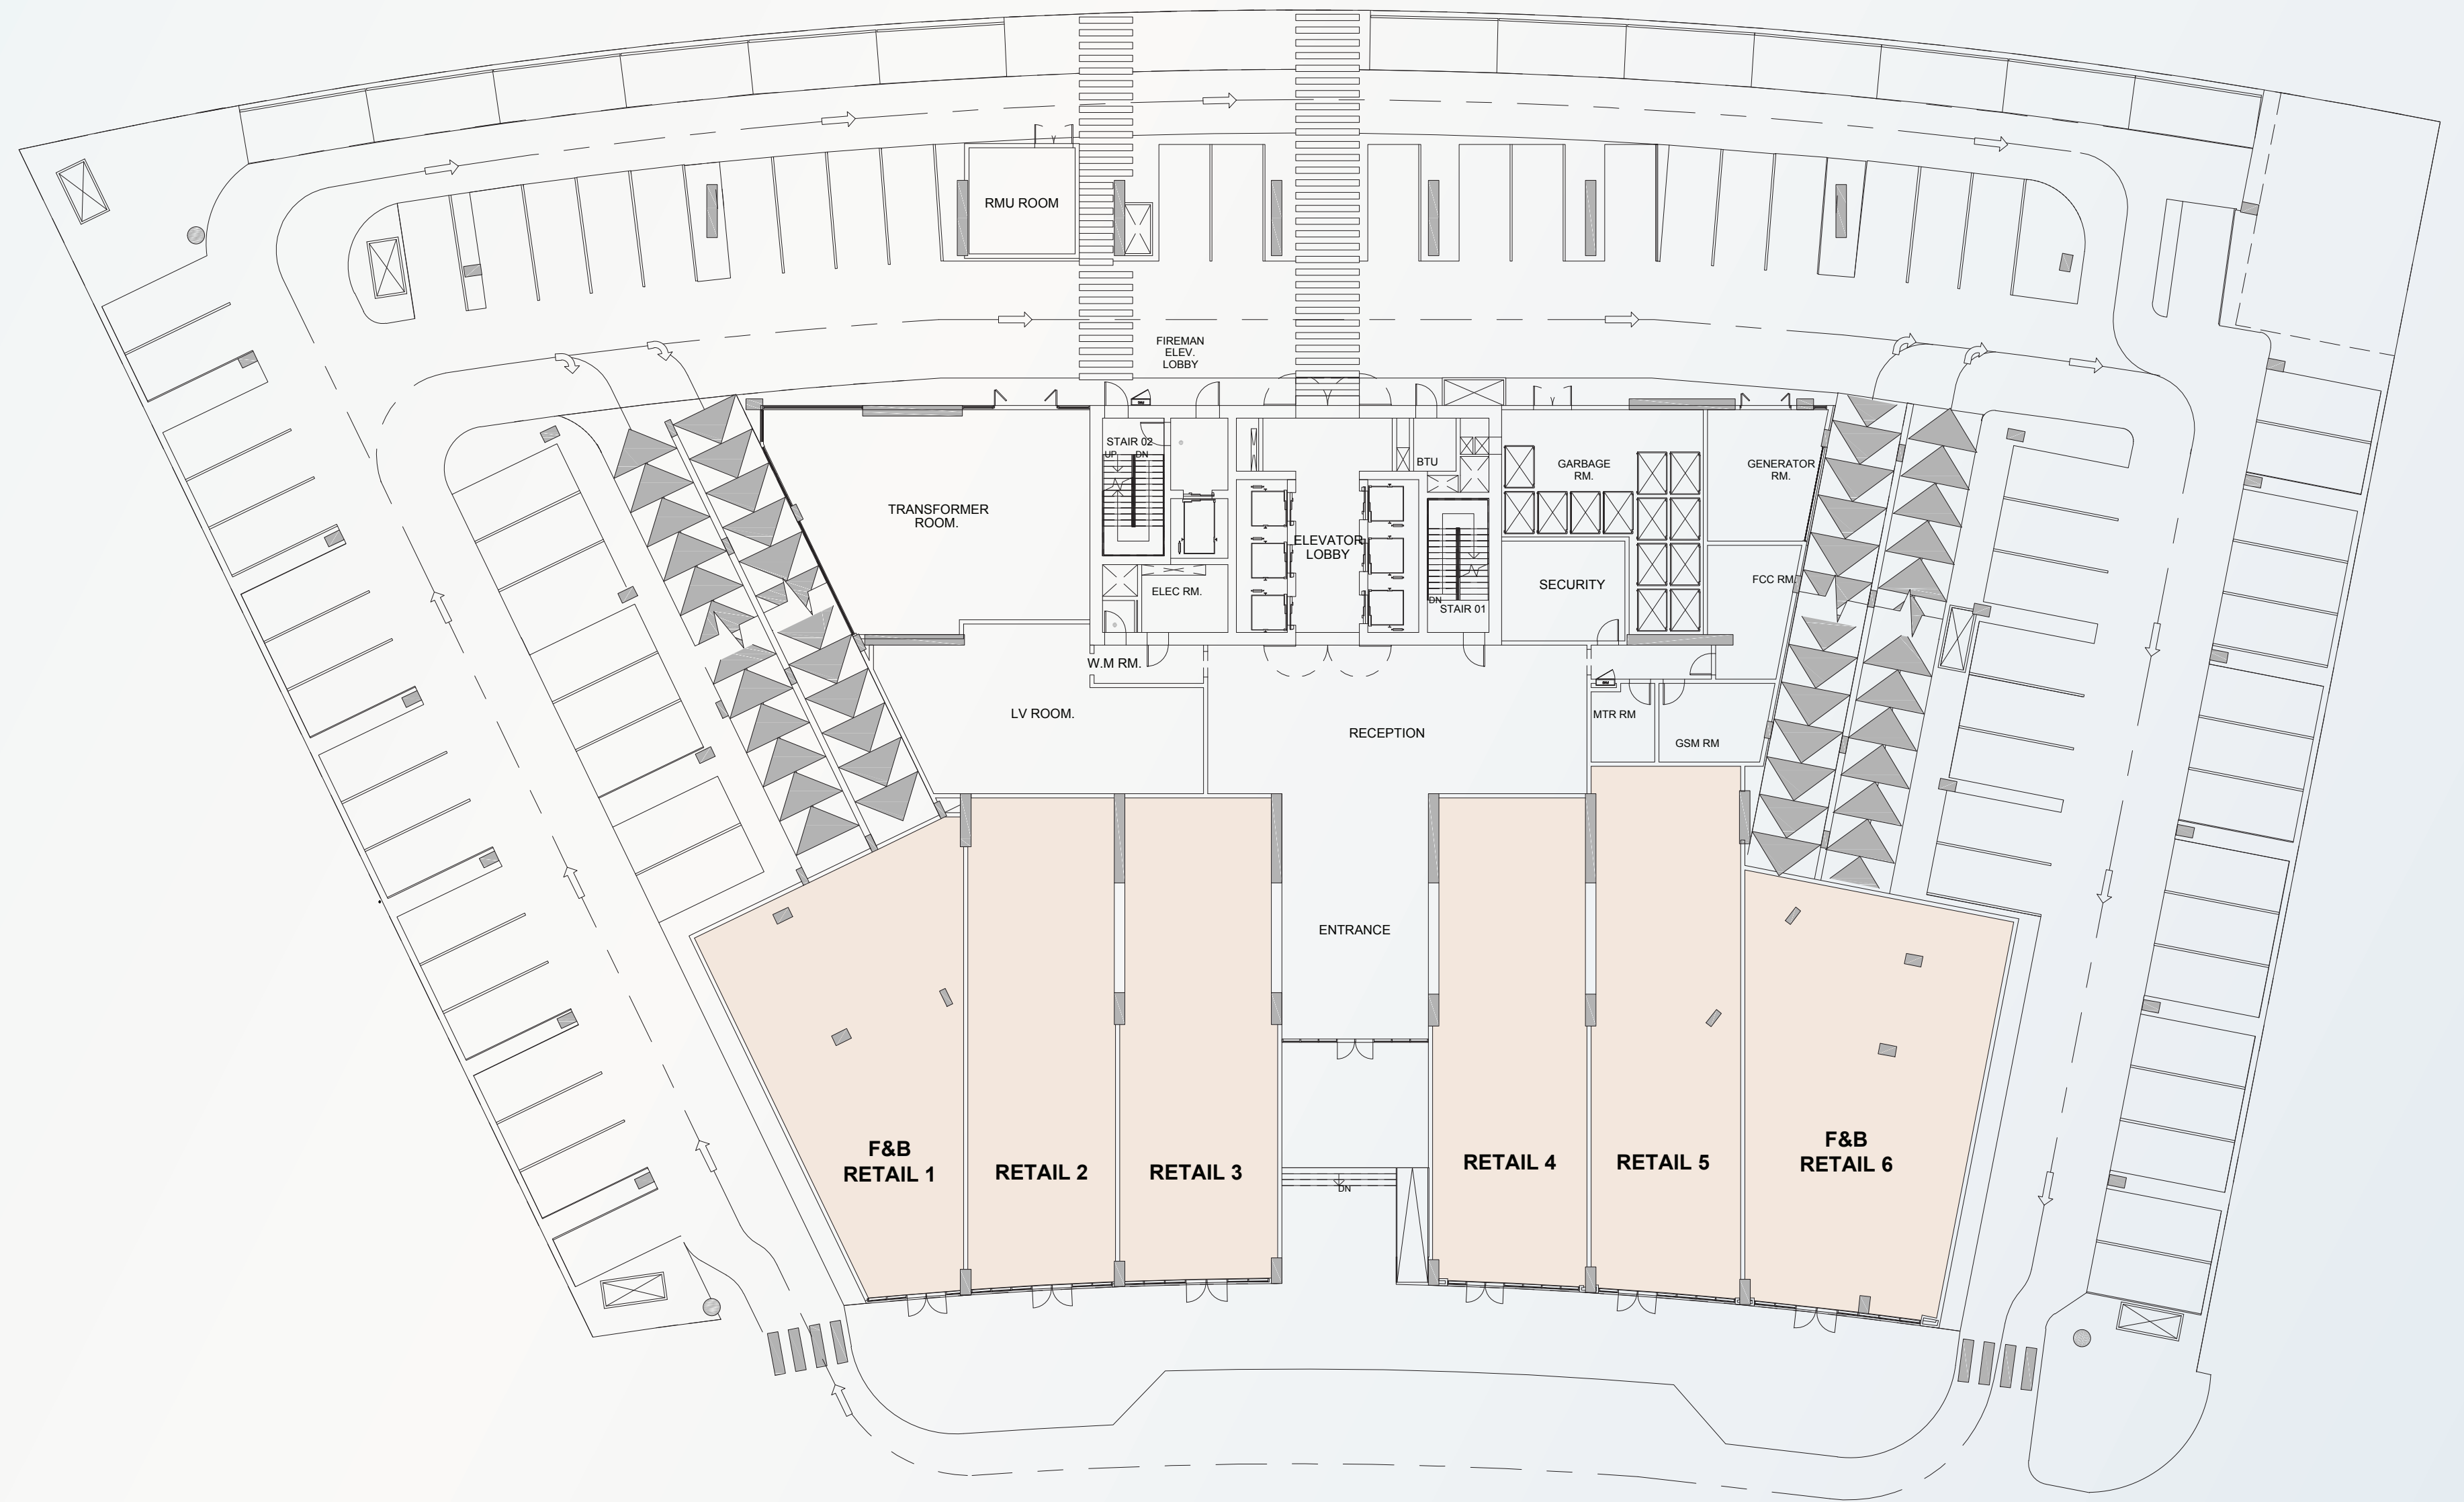 RMU ROOM
FIREMAN
ELEV.
LOBBY
STAIR 02
UP
DN
BTU
GARBAGE
RM.
GENERATOR
RM.
TRANSFORMER
ROOM.
ELEVATOR
LOBBY
ELEC RM.
SECURITY
FCC RM.
DN
STAIR 01
W.M RM.
LV ROOM.
RECEPTION
MTR RM
GSM RM
ENTRANCE
F&B
RETAIL 1
RETAIL 2
RETAIL 3
RETAIL 4
RETAIL 5
F&B
RETAIL 6
DN